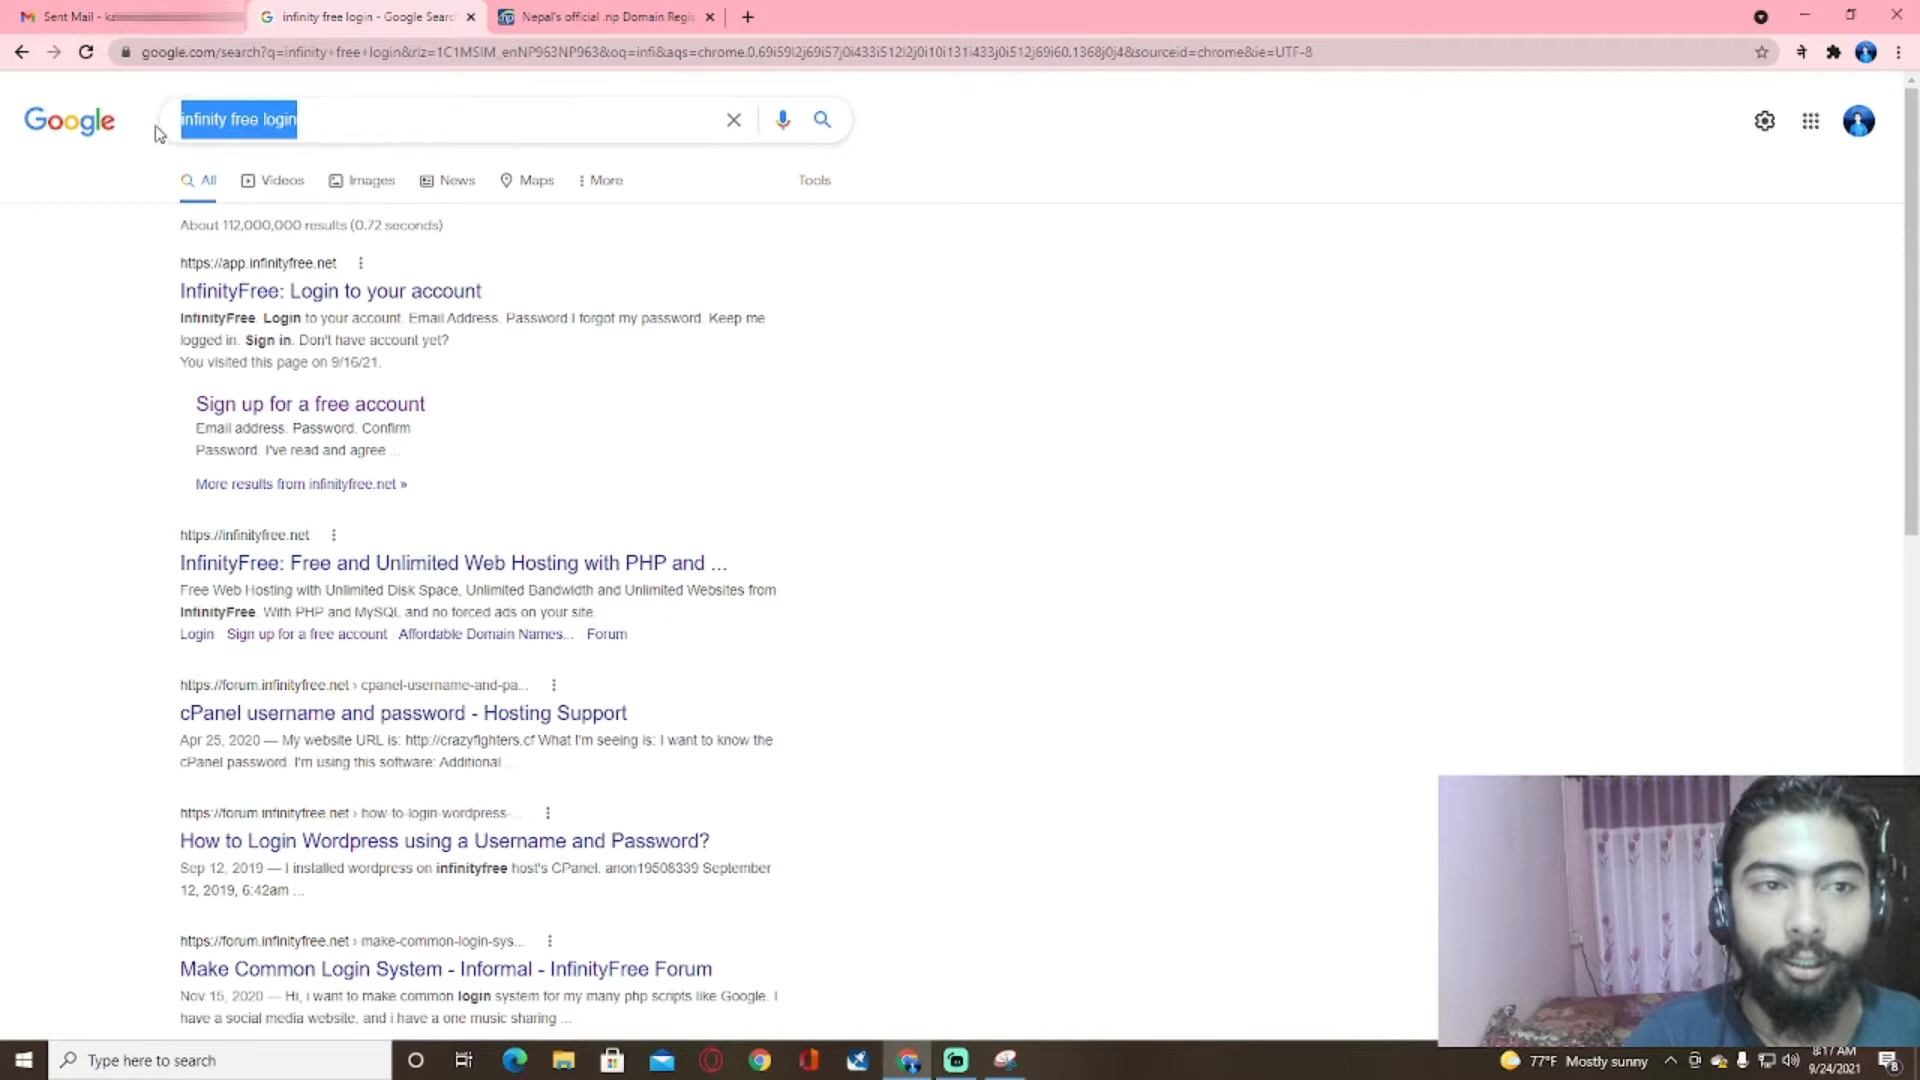 Sent Mail -
infinity free login - Google Searc
Nepal's official .np Domain Regis
google.com/search?q=infinity+free+login&rlz=1C1MSIM_enNP963NP963&oq=infi&aqs=chrome.0.69i59l2j69i57j0i433i512l2j0i10i131i433j0i512j69i60.1368j0j4&sourceid=chrome&ie=UTF-8
Google
infinity free login
All
Videos
Images
News
Maps
More
Tools
About 112,000,000 results (0.72 seconds)
https://app.infinityfree.net
InfinityFree: Login to your account
InfinityFree. Login to your account. Email Address. Password I forgot my password. Keep me
logged in. Sign in. Don't have account yet?
You visited this page on 9/16/21.
Sign up for a free account
Email address. Password. Confirm
Password. I've read and agree ...
More results from infinityfree.net »
https://infinityfree.net
InfinityFree: Free and Unlimited Web Hosting with PHP and ...
Free Web Hosting with Unlimited Disk Space, Unlimited Bandwidth and Unlimited Websites from
InfinityFree. With PHP and MySQL and no forced ads on your site.
Login Sign up for a free account Affordable Domain Names... Forum
https://forum.infinityfree.net › cpanel-username-and-pa...
cPanel username and password - Hosting Support
Apr 25, 2020 — My website URL is: http://crazyfighters.cf What I'm seeing is: I want to know the
cPanel password. I'm using this software: Additional ...
https://forum.infinityfree.net › how-to-login-wordpress-...
How to Login Wordpress using a Username and Password?
Sep 12, 2019 — I installed wordpress on infinityfree host's CPanel. anon19508339 September
12, 2019, 6:42am ...
https://forum.infinityfree.net › make-common-login-sys...
Make Common Login System - Informal - InfinityFree Forum
Nov 15, 2020 — Hi, i want to make common login system for my many php scripts like Google. I
have a social media website, and i have a one music sharing ...
Type here to search
77°F Mostly sunny
8:17 AM
9/24/2021
8